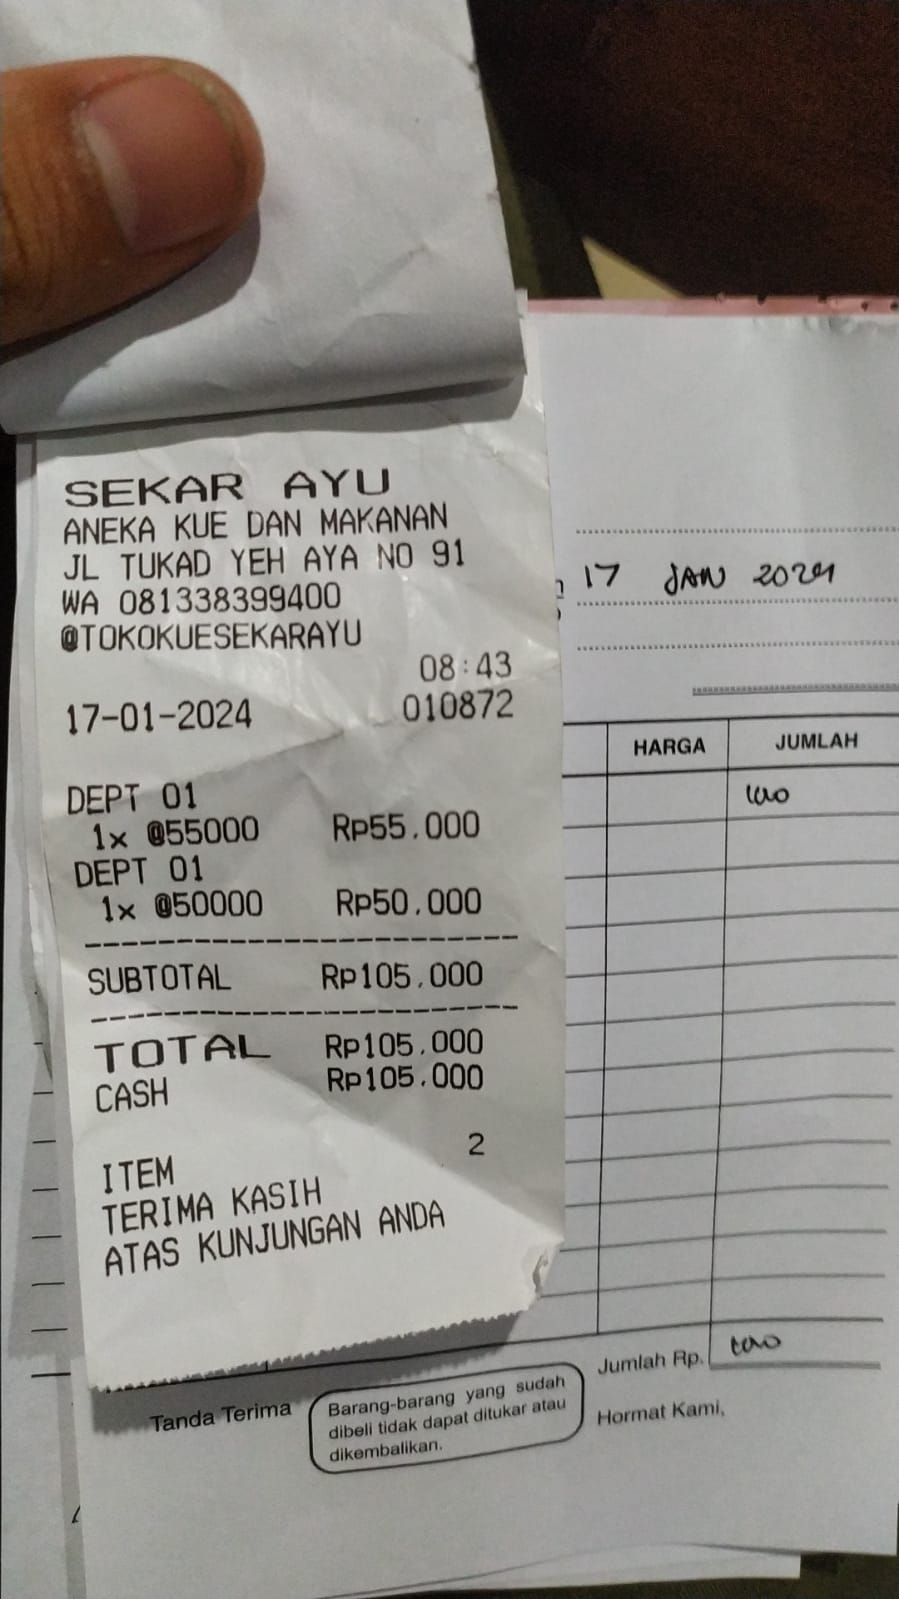 SEKAR AYU
ANEKA KUE DAN MAKANAN
JL TUKAD YEH AYA NO 91
WA 081338399400
@TOKOKUESEKARAYU
08:43
17-01-2024 010872
DEPT 01
1x @55000 Rp55.000
DEPT 01
1x @50000 Rp50.000
SUBTOTAL Rp105.000
TOTAL Rp105.000
CASH Rp105.000
2
ITEM
TERIMA KASIH
ATAS KUNJUNGAN ANDA
17 JAN 2024
HARGA JUMLAH
Jumlah Rp.
Tanda Terima
Barang-barang yang sudah
dibeli tidak dapat ditukar atau
dikembalikan.
Hormat Kami,